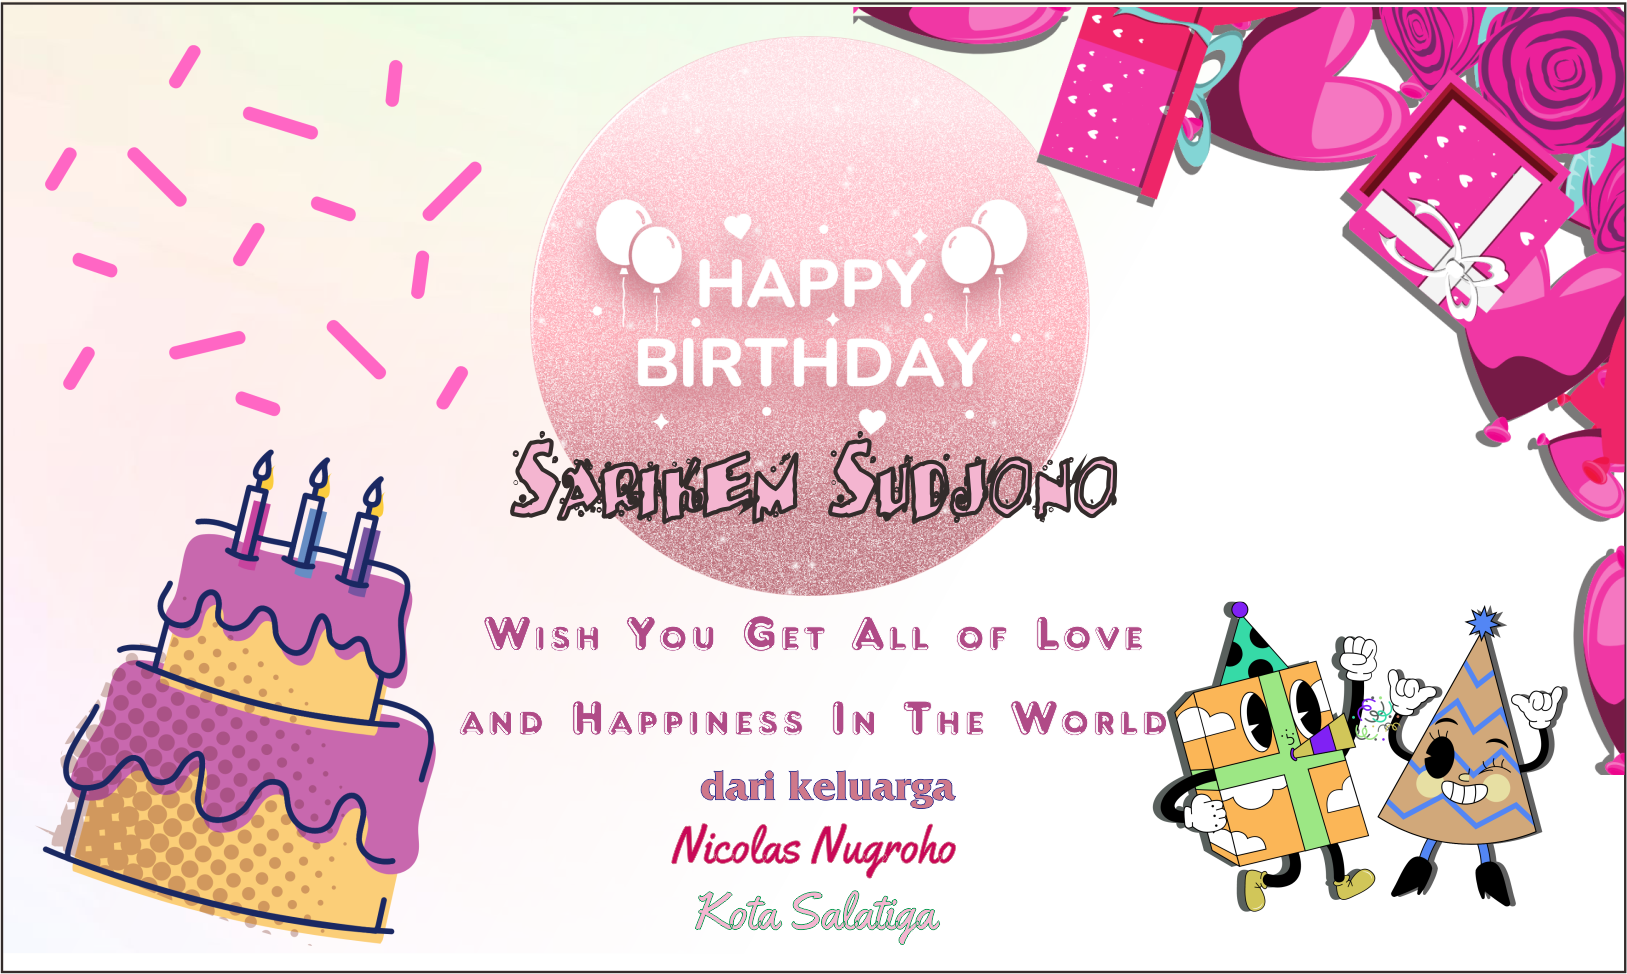 HAPPY
BIRTHDAY
Sarikem Sudjono
Wish You Get All of Love
and Happiness In The World
dari keluarga
Nicolas Nugroho
Kota Salatiga